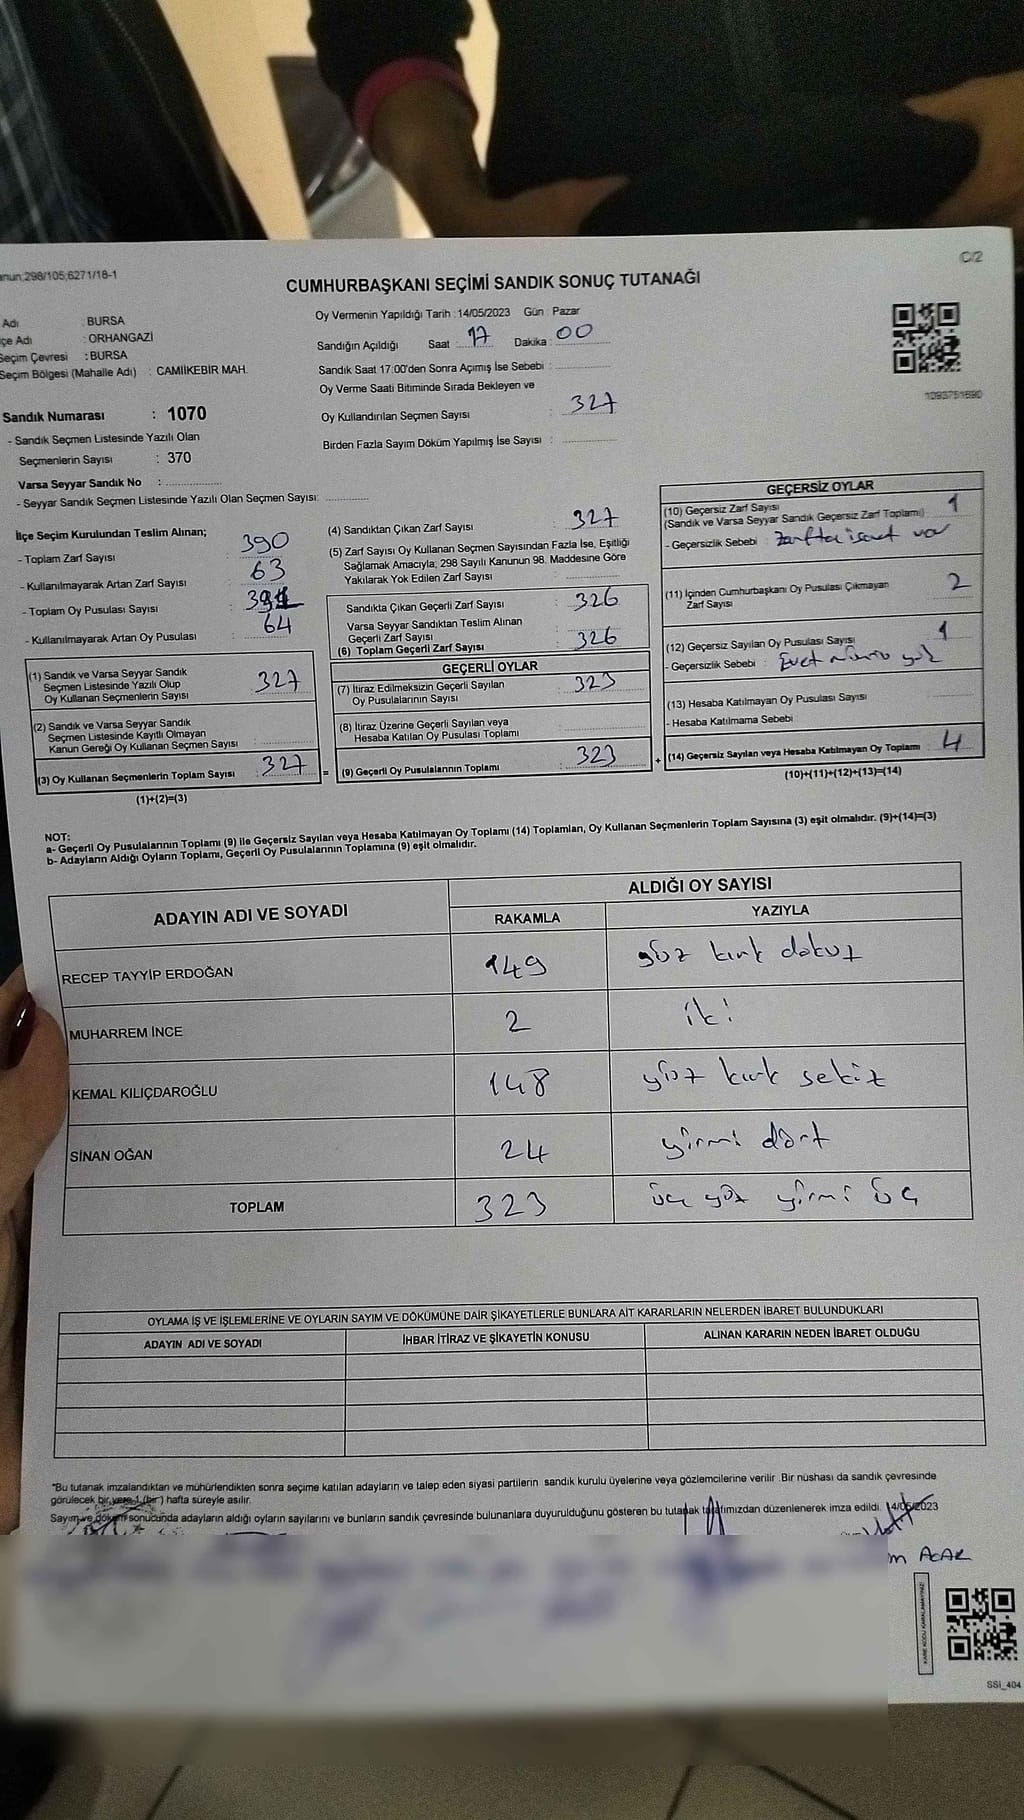 anun:298/105;6271/18-1
C/2
CUMHURBAŞKANI SEÇİMİ SANDIK SONUÇ TUTANAĞI
Adı : BURSA
çe Adı : ORHANGAZİ
Seçim Çevresi : BURSA
Seçim Bölgesi (Mahalle Adı) : CAMİİKEBİR MAH.
Sandık Numarası : 1070
- Sandık Seçmen Listesinde Yazılı Olan
Seçmenlerin Sayısı : 370
Varsa Seyyar Sandık No :
- Seyyar Sandık Seçmen Listesinde Yazılı Olan Seçmen Sayısı:
Oy Vermenin Yapıldığı Tarih : 14/05/2023 Gün : Pazar
Sandığın Açıldığı Saat : 17 Dakika : 00
Sandık Saat 17:00'den Sonra Açımış İse Sebebi :
Oy Verme Saati Bitiminde Sırada Bekleyen ve
Oy Kullandırılan Seçmen Sayısı : 327
Birden Fazla Sayım Döküm Yapılmış İse Sayısı :
1093751690
İlçe Seçim Kurulundan Teslim Alınan;
- Toplam Zarf Sayısı : 390
- Kullanılmayarak Artan Zarf Sayısı : 63
- Toplam Oy Pusulası Sayısı : 391
- Kullanılmayarak Artan Oy Pusulası : 64
(1) Sandık ve Varsa Seyyar Sandık
Seçmen Listesinde Yazılı Olup
Oy Kullanan Seçmenlerin Sayısı : 327
(2) Sandık ve Varsa Seyyar Sandık
Seçmen Listesinde Kayıtlı Olmayan
Kanun Gereği Oy Kullanan Seçmen Sayısı :
(3) Oy Kullanan Seçmenlerin Toplam Sayısı : 327
(1)+(2)=(3)
(4) Sandıktan Çıkan Zarf Sayısı : 327
(5) Zarf Sayısı Oy Kullanan Seçmen Sayısından Fazla İse, Eşitliği
Sağlamak Amacıyla, 298 Sayılı Kanunun 98. Maddesine Göre
Yakılarak Yok Edilen Zarf Sayısı :
Sandıkta Çıkan Geçerli Zarf Sayısı : 326
Varsa Seyyar Sandıktan Teslim Alınan
Geçerli Zarf Sayısı :
(6) Toplam Geçerli Zarf Sayısı : 326
GEÇERLİ OYLAR
(7) İtiraz Edilmeksizin Geçerli Sayılan
Oy Pusulalarının Sayısı : 323
(8) İtiraz Üzerine Geçerli Sayılan veya
Hesaba Katılan Oy Pusulası Toplamı :
= (9) Geçerli Oy Pusulalarının Toplamı : 323
GEÇERSİZ OYLAR
(10) Geçersiz Zarf Sayısı
(Sandık ve Varsa Seyyar Sandık Geçersiz Zarf Toplamı) : 1
- Geçersizlik Sebebi : Zarfta işaret var
(11) İçinden Cumhurbaşkanı Oy Pusulası Çıkmayan
Zarf Sayısı : 2
(12) Geçersiz Sayılan Oy Pusulası Sayısı : 1
- Geçersizlik Sebebi : Evet mührü yok
(13) Hesaba Katılmayan Oy Pusulası Sayısı
- Hesaba Katılmama Sebebi
+ (14) Geçersiz Sayılan veya Hesaba Katılmayan Oy Toplamı : 4
(10)+(11)+(12)+(13)=(14)
NOT:
a- Geçerli Oy Pusulalarının Toplamı (9) ile Geçersiz Sayılan veya Hesaba Katılmayan Oy Toplamı (14) Toplamları, Oy Kullanan Seçmenlerin Toplam Sayısına (3) eşit olmalıdır. (9)+(14)=(3)
b- Adayların Aldığı Oyların Toplamı, Geçerli Oy Pusulalarının Toplamına (9) eşit olmalıdır.
ADAYIN ADI VE SOYADI ALDIĞI OY SAYISI
RAKAMLA YAZIYLA
RECEP TAYYİP ERDOĞAN 149 yüz kırk dokuz
MUHARREM İNCE 2 iki
KEMAL KILIÇDAROĞLU 148 yüz kırk sekiz
SİNAN OĞAN 24 yirmi dört
TOPLAM 323 üç yüz yirmi üç
OYLAMA İŞ VE İŞLEMLERİNE VE OYLARIN SAYIM VE DÖKÜMÜNE DAİR ŞİKAYETLERLE BUNLARA AİT KARARLARIN NELERDEN İBARET BULUNDUKLARI
ADAYIN ADI VE SOYADI İHBAR İTİRAZ VE ŞİKAYETİN KONUSU ALINAN KARARIN NEDEN İBARET OLDUĞU
"Bu tutanak imzalandıktan ve mühürlendikten sonra seçime katılan adayların ve talep eden siyasi partilerin sandık kurulu üyelerine veya gözlemcilerine verilir. Bir nüshası da sandık çevresinde
görülecek bir yere 1 (bir) hafta süreyle asılır.
Sayım ve döküm sonucunda adayların aldığı oyların sayılarını ve bunların sandık çevresinde bulunanlara duyurulduğunu gösteren bu tutanak tarafımızdan düzenlenerek imza edildi. 14/05/2023
m ACAR
SSI_404